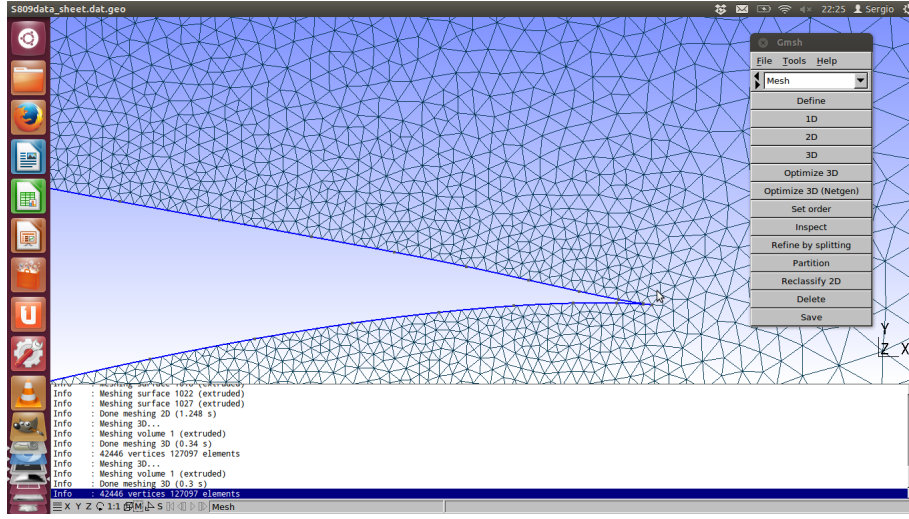 S809data_sheet.dat.geo
22:25 Sergio
Gmsh
File Tools Help
Mesh
Define
1D
2D
3D
Optimize 3D
Optimize 3D (Netgen)
Set order
Inspect
Refine by splitting
Partition
Reclassify 2D
Delete
Save
Y
Z X
Info : Meshing surface 1022 (extruded)
Info : Meshing surface 1027 (extruded)
Info : Done meshing 2D (1.248 s)
Info : Meshing 3D...
Info : Meshing volume 1 (extruded)
Info : Done meshing 3D (0.34 s)
Info : 42446 vertices 127097 elements
Info : Meshing 3D...
Info : Meshing volume 1 (extruded)
Info : Done meshing 3D (0.3 s)
Info : 42446 vertices 127097 elements
X Y Z 1:1 M S Mesh